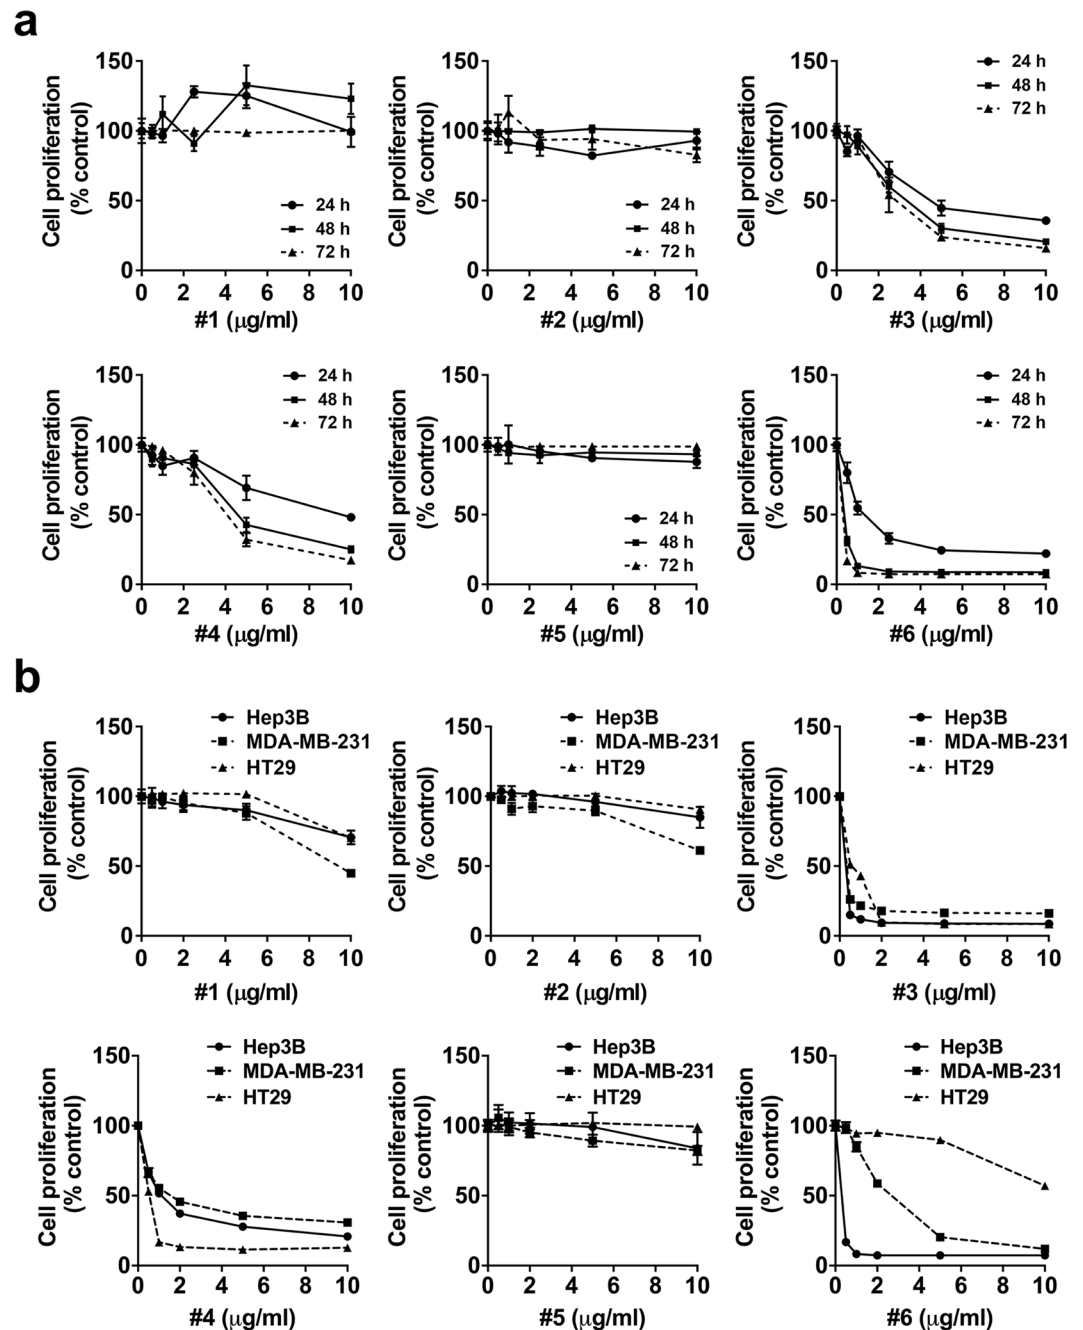 a
Cell proliferation
(% control)
150
100
50
0
0 2 4 6 8 10
#1 (μg/ml)
24 h
48 h
72 h
Cell proliferation
(% control)
150
100
50
0
0 2 4 6 8 10
#2 (μg/ml)
24 h
48 h
72 h
Cell proliferation
(% control)
150
100
50
0
0 2 4 6 8 10
#3 (μg/ml)
24 h
48 h
72 h
Cell proliferation
(% control)
150
100
50
0
0 2 4 6 8 10
#4 (μg/ml)
24 h
48 h
72 h
Cell proliferation
(% control)
150
100
50
0
0 2 4 6 8 10
#5 (μg/ml)
24 h
48 h
72 h
Cell proliferation
(% control)
150
100
50
0
0 2 4 6 8 10
#6 (μg/ml)
24 h
48 h
72 h
b
Cell proliferation
(% control)
150
100
50
0
0 2 4 6 8 10
#1 (μg/ml)
Hep3B
MDA-MB-231
HT29
Cell proliferation
(% control)
150
100
50
0
0 2 4 6 8 10
#2 (μg/ml)
Hep3B
MDA-MB-231
HT29
Cell proliferation
(% control)
150
100
50
0
0 2 4 6 8 10
#3 (μg/ml)
Hep3B
MDA-MB-231
HT29
Cell proliferation
(% control)
150
100
50
0
0 2 4 6 8 10
#4 (μg/ml)
Hep3B
MDA-MB-231
HT29
Cell proliferation
(% control)
150
100
50
0
0 2 4 6 8 10
#5 (μg/ml)
Hep3B
MDA-MB-231
HT29
Cell proliferation
(% control)
150
100
50
0
0 2 4 6 8 10
#6 (μg/ml)
Hep3B
MDA-MB-231
HT29